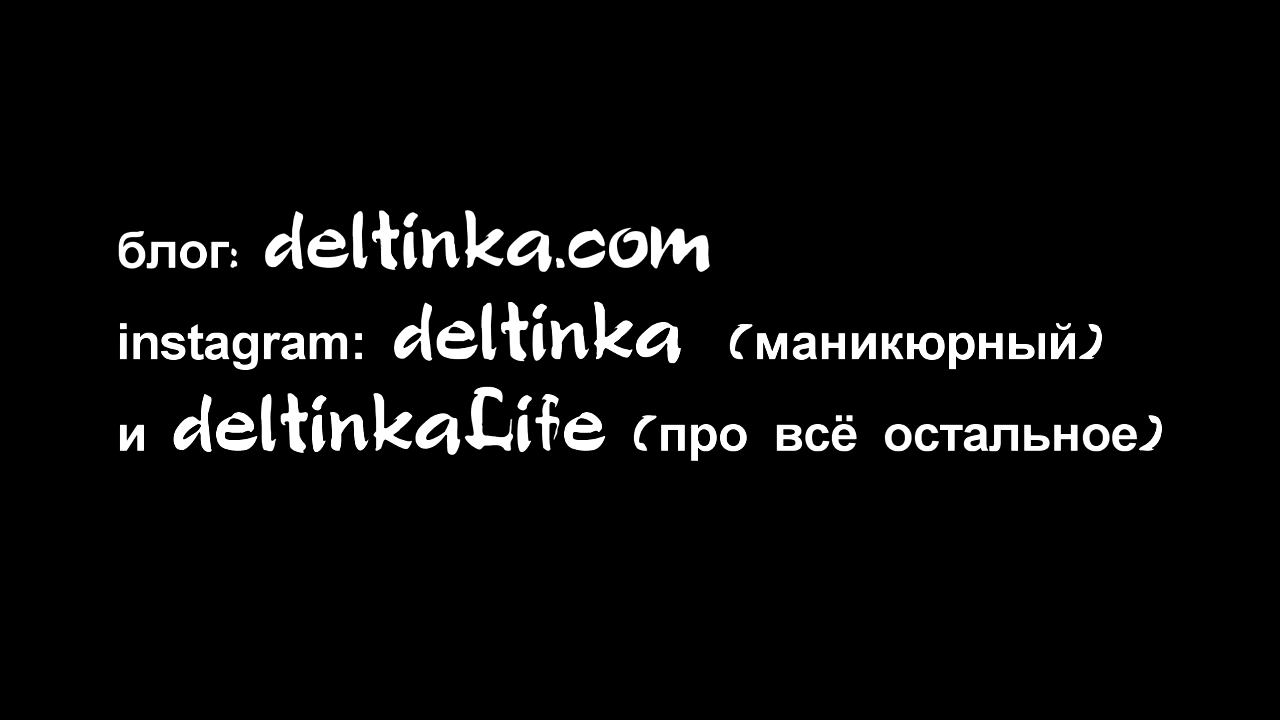 блог: deltinka.com
instagram: deltinka (маникюрный)
и deltinkaLife (про всё остальное)